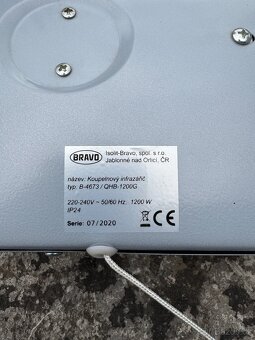 BRAVO
Isolit-Bravo, spol. s r.o.
Jablonné nad Orlicí, ČR
název: Koupelnový infrazářič
typ: B-4673 / QHB-1200G
220-240V ~ 50/60 Hz 1200 W
IP24
Serie: 07/2020
CE